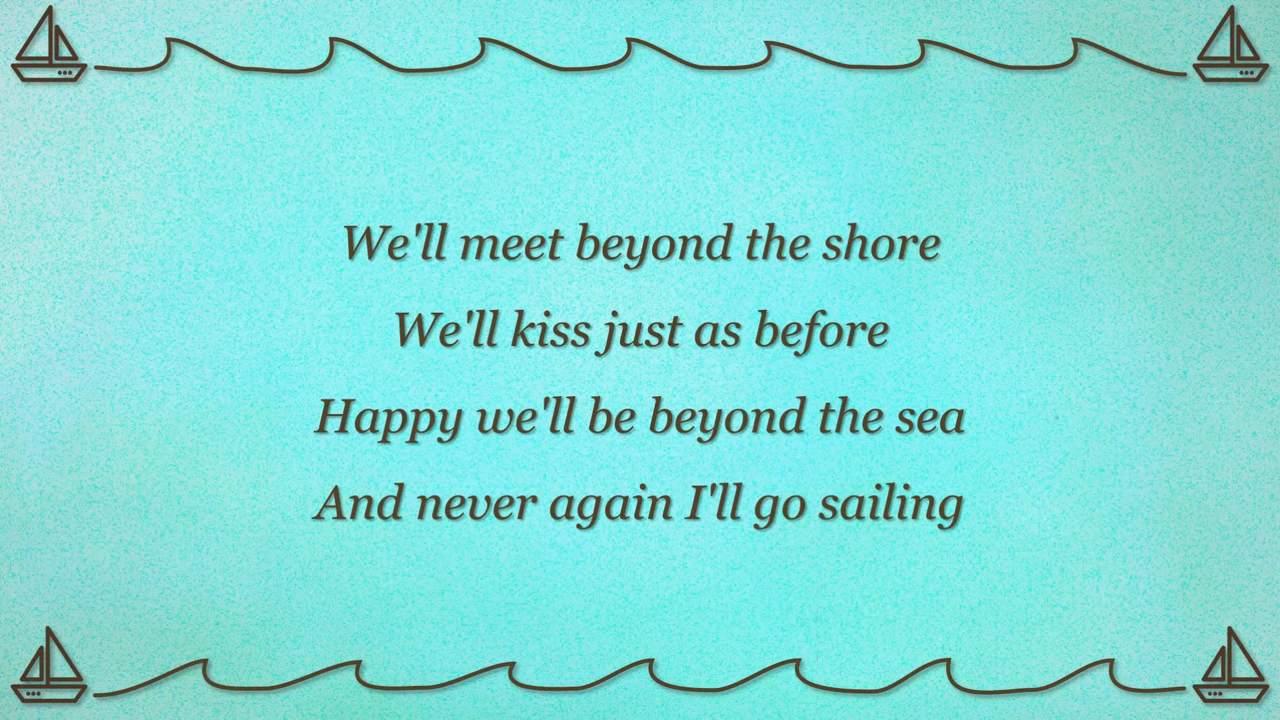 We'll meet beyond the shore
We'll kiss just as before
Happy we'll be beyond the sea
And never again I'll go sailing